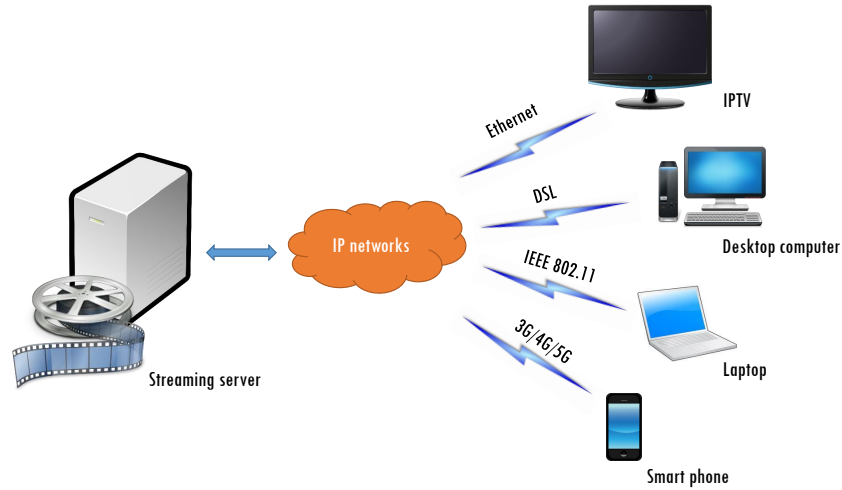 IPTV
Ethernet
DSL
Desktop computer
IP networks
IEEE 802.11
3G/4G/5G
Laptop
Streaming server
Smart phone